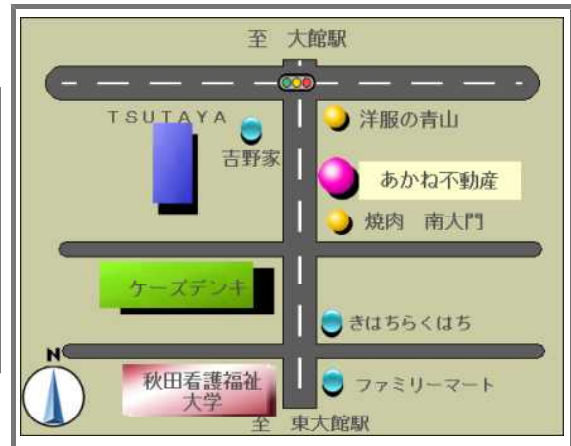 至 大館駅
TSUTAYA
吉野家
洋服の青山
あかね不動産
焼肉 南大門
ケーズデンキ
きはちらくはち
N
秋田看護福祉
大学
ファミリーマート
至 東大館駅